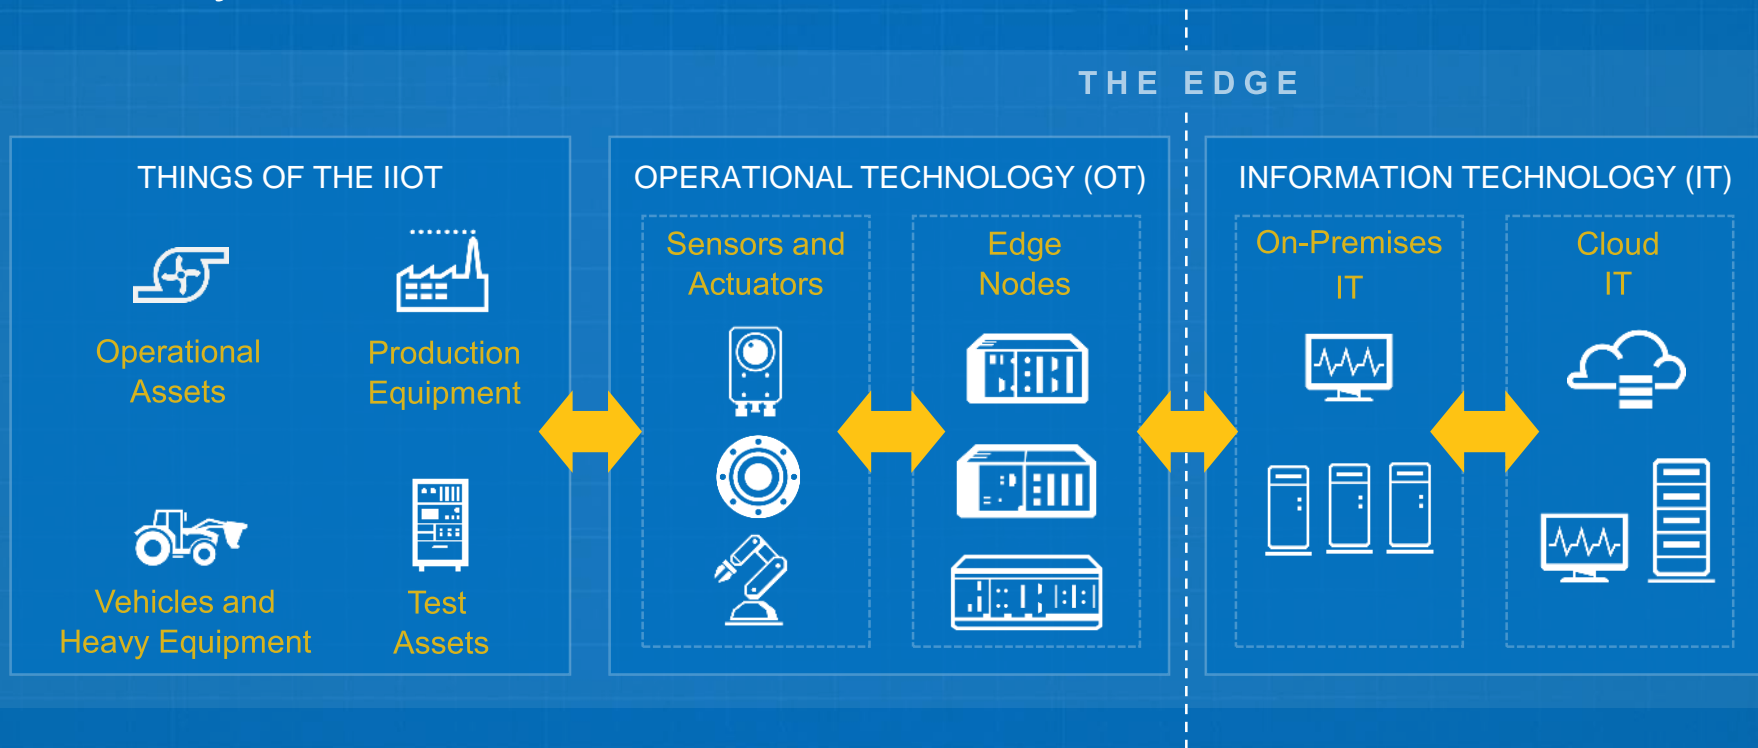 THE EDGE
THINGS OF THE IIOT
Operational
Assets
Production
Equipment
Vehicles and
Heavy Equipment
Test
Assets
OPERATIONAL TECHNOLOGY (OT)
Sensors and
Actuators
Edge
Nodes
INFORMATION TECHNOLOGY (IT)
On-Premises
IT
Cloud
IT